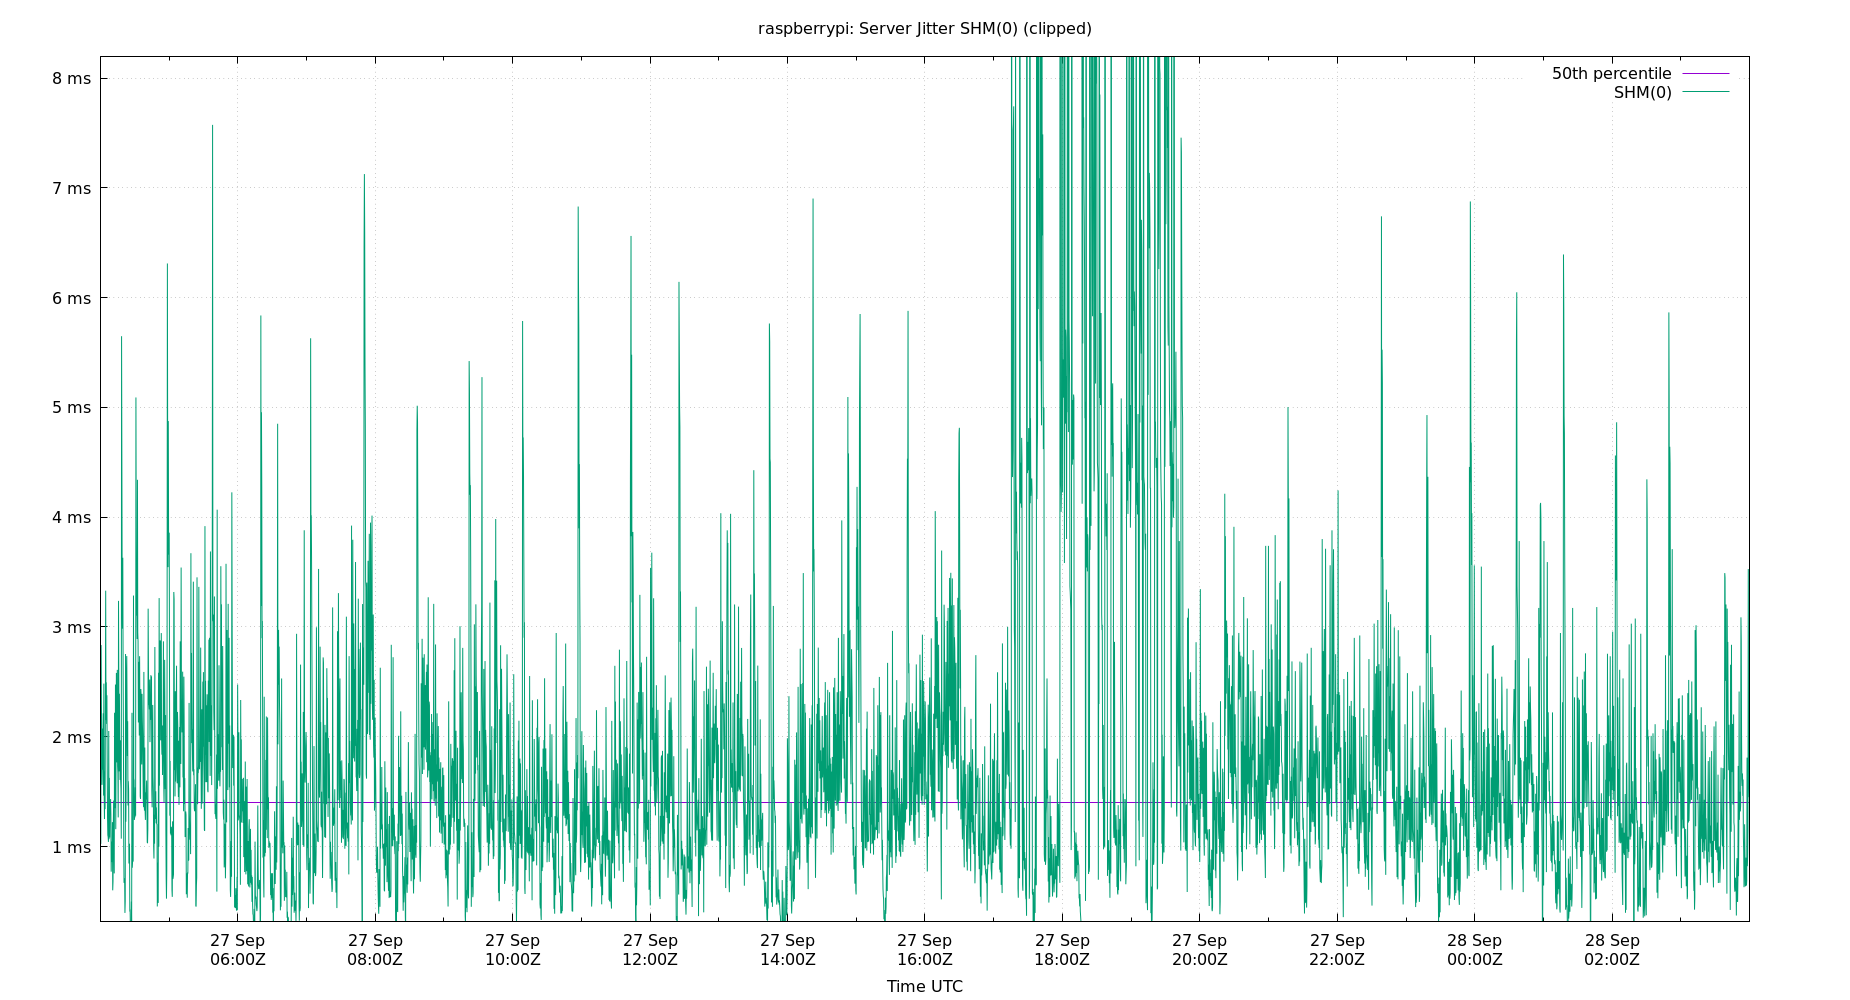 raspberrypi: Server Jitter SHM(0) (clipped)
50th percentile
SHM(0)
8 ms
7 ms
6 ms
5 ms
4 ms
3 ms
2 ms
1 ms
27 Sep 27 Sep 27 Sep 27 Sep 27 Sep 27 Sep 27 Sep 27 Sep 27 Sep 28 Sep 28 Sep
06:00Z 08:00Z 10:00Z 12:00Z 14:00Z 16:00Z 18:00Z 20:00Z 22:00Z 00:00Z 02:00Z
Time UTC